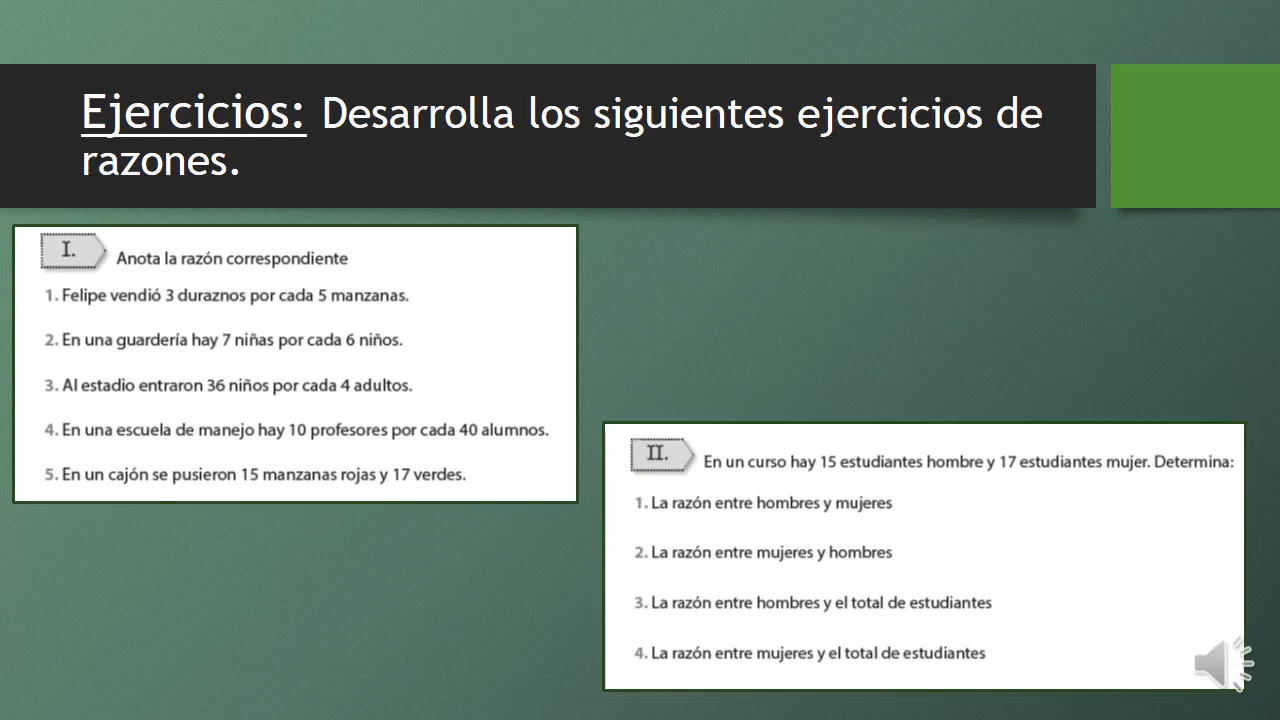 Ejercicios: Desarrolla los siguientes ejercicios de
razones.
I.
Anota la razón correspondiente
1. Felipe vendió 3 duraznos por cada 5 manzanas.
2. En una guardería hay 7 niñas por cada 6 niños.
3. Al estadio entraron 36 niños por cada 4 adultos.
4. En una escuela de manejo hay 10 profesores por cada 40 alumnos.
5. En un cajón se pusieron 15 manzanas rojas y 17 verdes.
II.
En un curso hay 15 estudiantes hombre y 17 estudiantes mujer. Determina:
1. La razón entre hombres y mujeres
2. La razón entre mujeres y hombres
3. La razón entre hombres y el total de estudiantes
4. La razón entre mujeres y el total de estudiantes